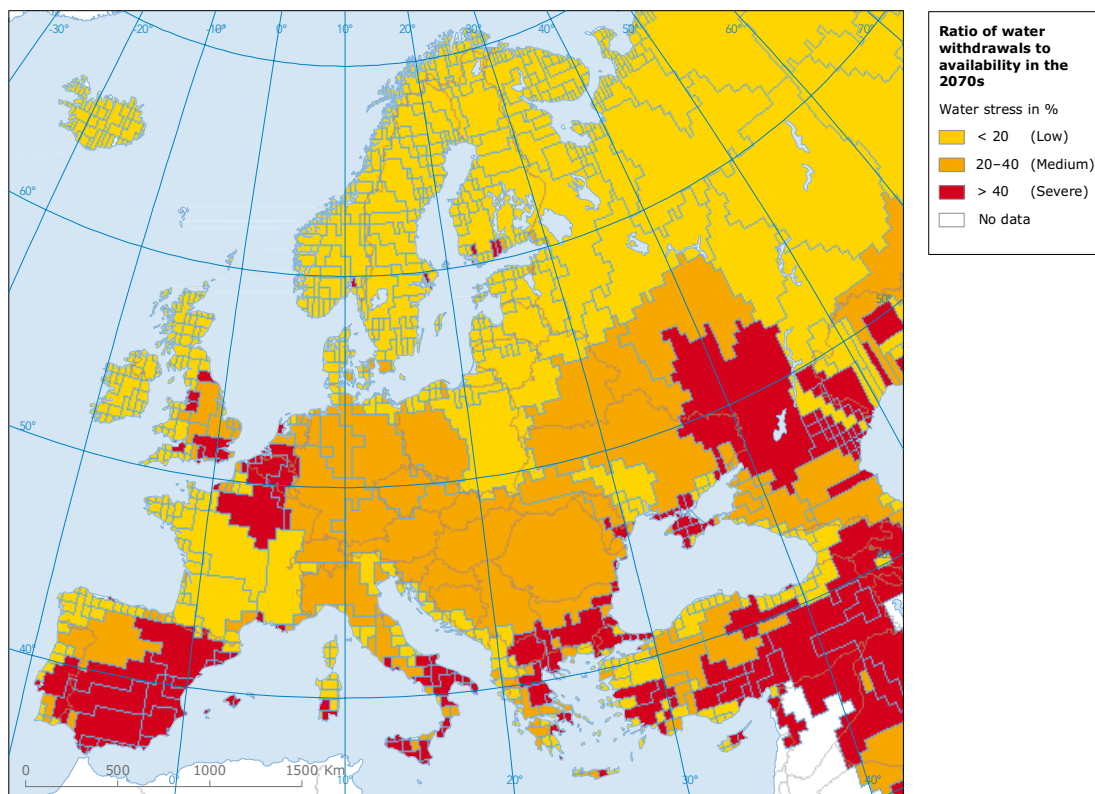 -30°
-20°
-10°
0°
10°
20°
30°
40°
50°
60°
70°
60°
50°
50°
40°
40°
0
500
1000
1500 Km
0°
10°
20°
30°
40°
Ratio of water
withdrawals to
availability in the
2070s
Water stress in %
< 20 (Low)
20–40 (Medium)
> 40 (Severe)
No data